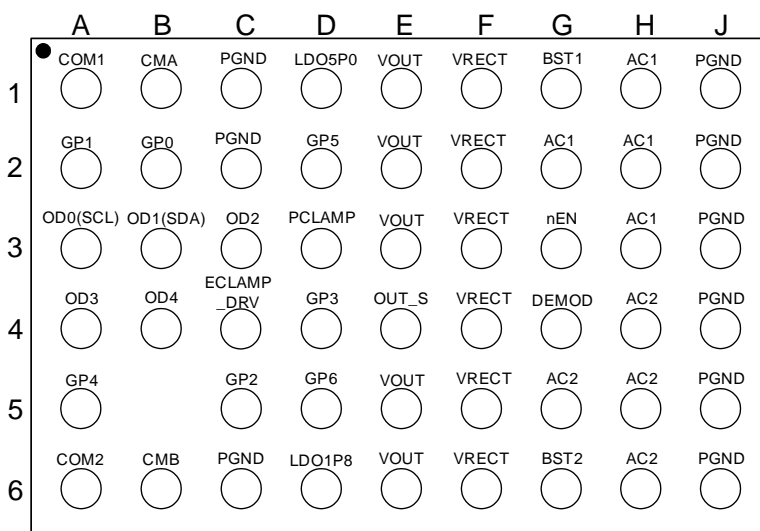 A B C D E F G H J
COM1 CMA PGND LDO5P0 VOUT VRECT BST1 AC1 PGND
1
GP1 GP0 PGND GP5 VOUT VRECT AC1 AC1 PGND
2
OD0(SCL) OD1(SDA) OD2 PCLAMP VOUT VRECT nEN AC1 PGND
3
OD3 OD4 ECLAMP
_DRV GP3 OUT_S VRECT DEMOD AC2 PGND
4
GP4 GP2 GP6 VOUT VRECT AC2 AC2 PGND
5
COM2 CMB PGND LDO1P8 VOUT VRECT BST2 AC2 PGND
6